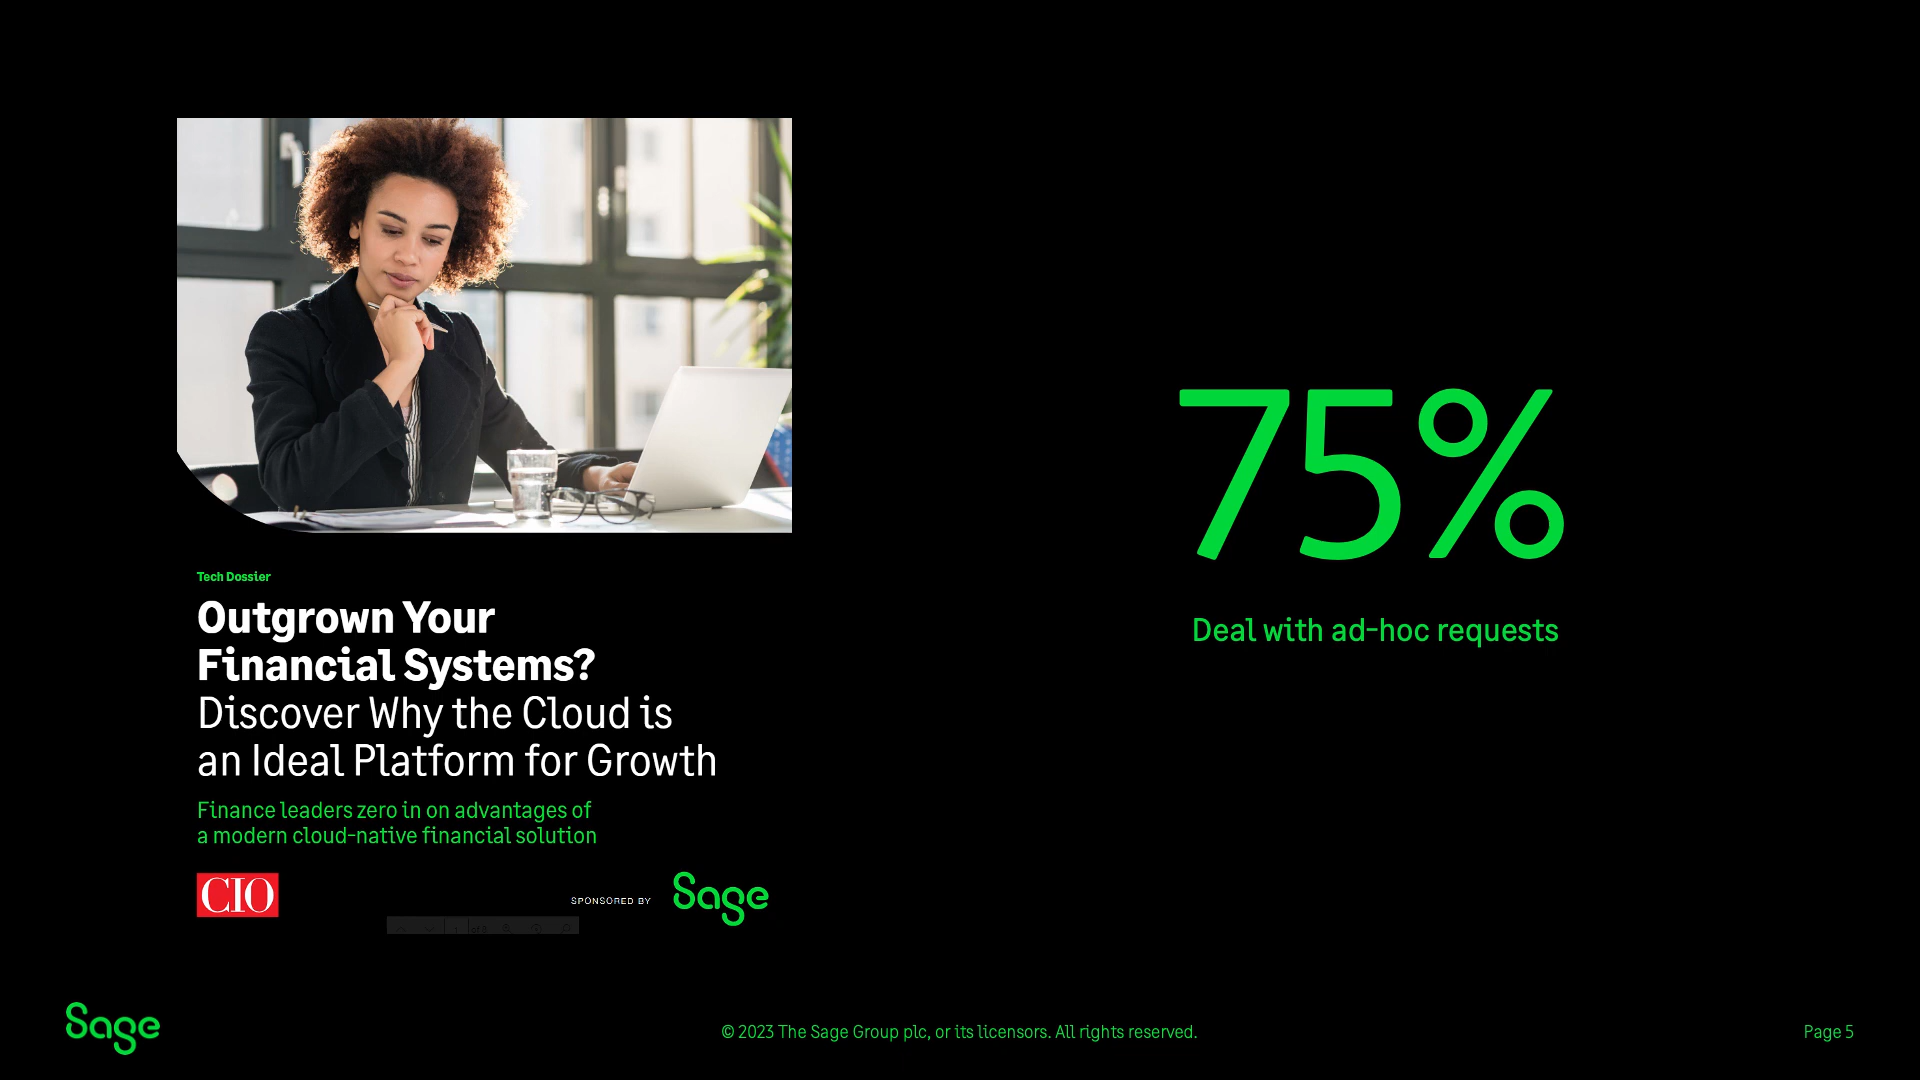 Tech Dossier
Outgrown Your
Financial Systems?
Discover Why the Cloud is
an Ideal Platform for Growth
Finance leaders zero in on advantages of
a modern cloud-native financial solution
CIO
SPONSORED BY
Sage
75%
Deal with ad-hoc requests
Sage
© 2023 The Sage Group plc, or its licensors. All rights reserved.
Page 5